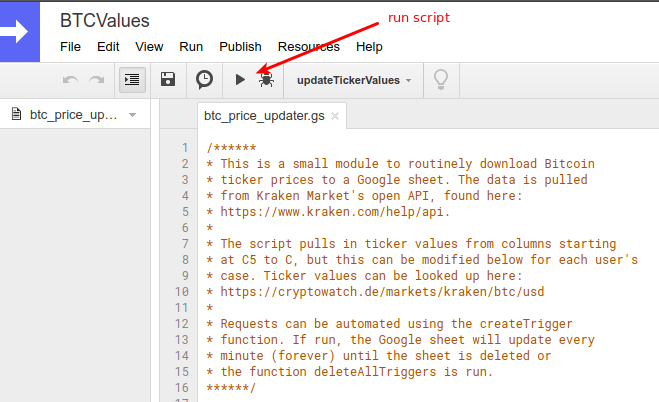 BTCValues
run script
File Edit View Run Publish Resources Help
updateTickerValues
btc_price_up...
btc_price_updater.gs
1 /******
2 * This is a small module to routinely download Bitcoin
3 * ticker prices to a Google sheet. The data is pulled
4 * from Kraken Market's open API, found here:
5 * https://www.kraken.com/help/api.
6 *
7 * The script pulls in ticker values from columns starting
8 * at C5 to C, but this can be modified below for each user's
9 * case. Ticker values can be looked up here:
10 * https://cryptowatch.de/markets/kraken/btc/usd
11 *
12 * Requests can be automated using the createTrigger
13 * function. If run, the Google sheet will update every
14 * minute (forever) until the sheet is deleted or
15 * the function deleteAllTriggers is run.
16 ******/
17